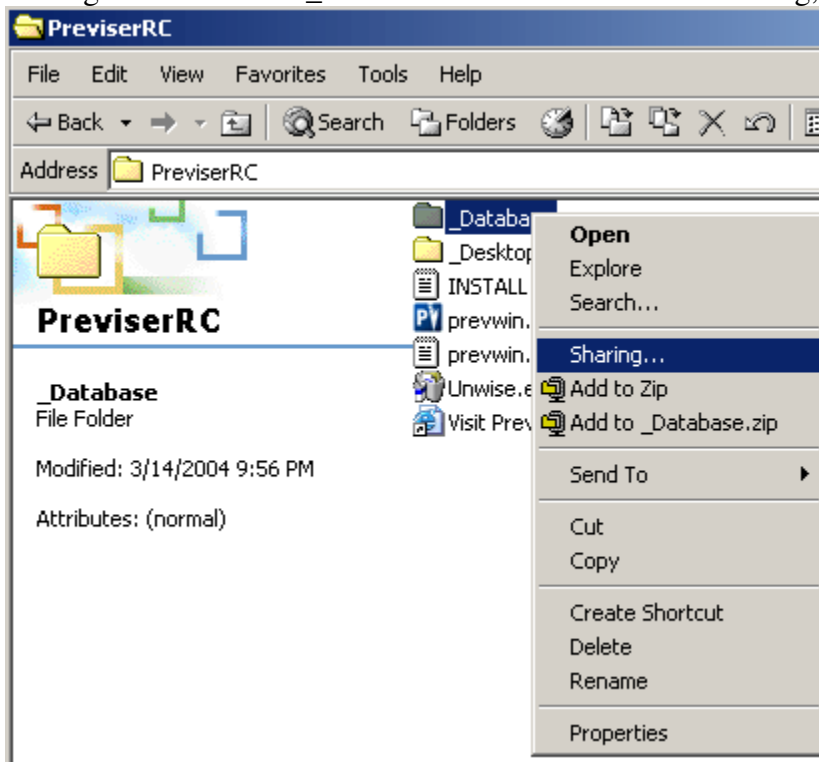 PreviserRC
File Edit View Favorites Tools Help
Back Search Folders
Address PreviserRC
PreviserRC
_Database
File Folder
Modified: 3/14/2004 9:56 PM
Attributes: (normal)
_Databa
_Desktop
INSTALL
prevwin.
prevwin.
Unwise.e
Visit Prev
Open
Explore
Search...
Sharing...
Add to Zip
Add to _Database.zip
Send To
Cut
Copy
Create Shortcut
Delete
Rename
Properties